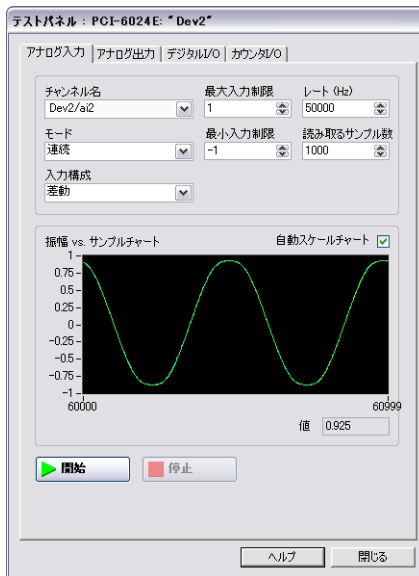 テストパネル : PCI-6024E: "Dev2"
アナログ入力 アナログ出力 デジタルI/O カウンタI/O
チャンネル名 最大入力制限 レート (Hz)
Dev2/ai2 1 50000
モード 最小入力制限 読み取るサンプル数
連続 -1 1000
入力構成
差動
振幅 vs. サンプルチャート 自動スケールチャート
1
0.75
0.5
0.25
0
-0.25
-0.5
-0.75
-1
60000 60999
値 0.925
開始 停止
ヘルプ 閉じる